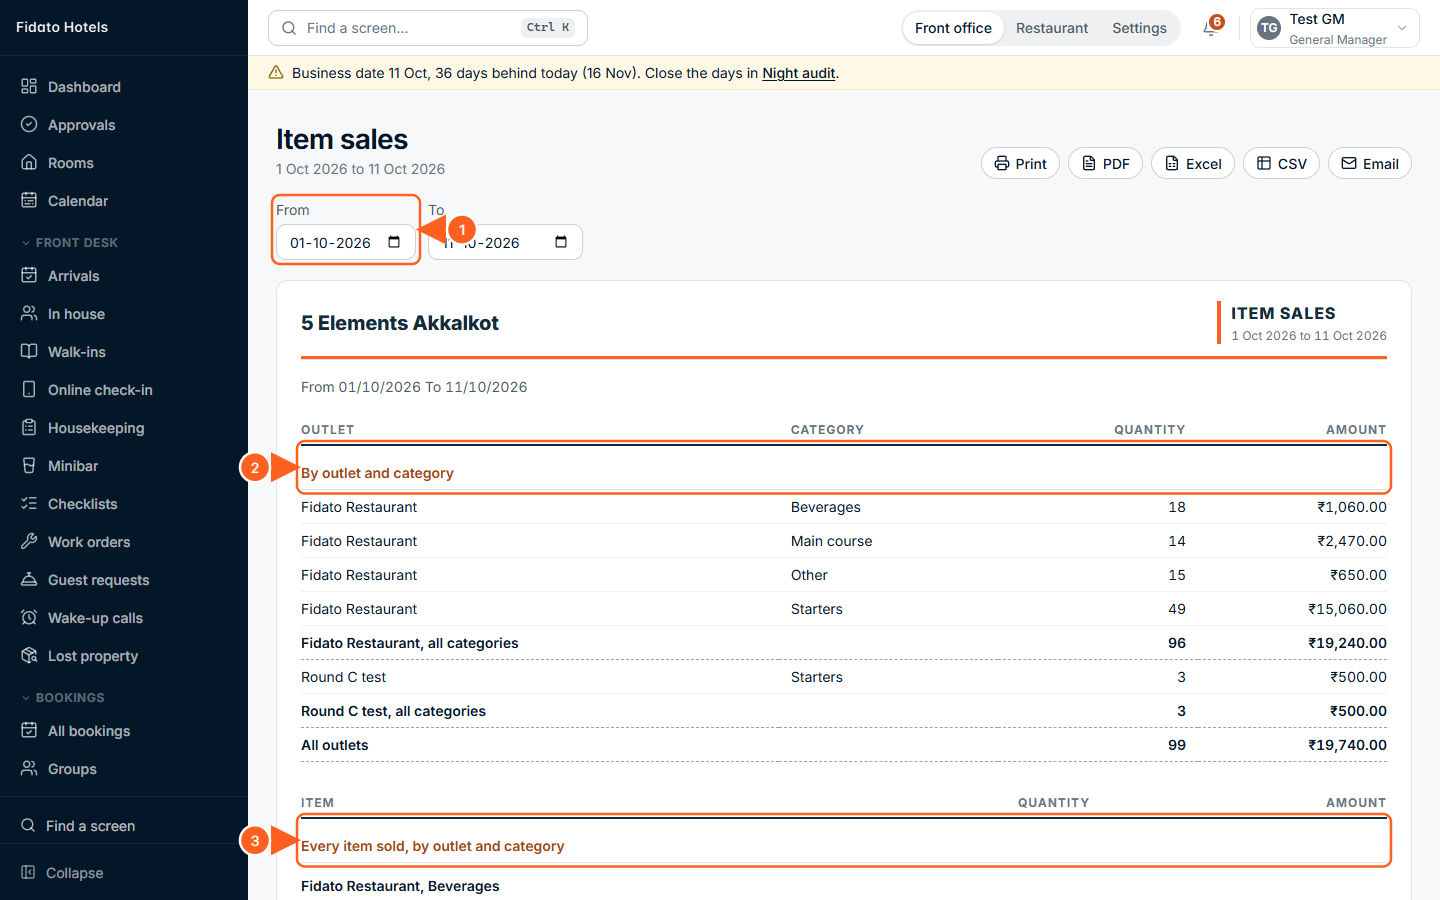 Fidato Hotels
Find a screen...
Ctrl K
Front office
Restaurant
Settings
6
TG
Test GM
General Manager
Business date 11 Oct, 36 days behind today (16 Nov). Close the days in Night audit.
Dashboard
Approvals
Rooms
Calendar
FRONT DESK
Arrivals
In house
Walk-ins
Online check-in
Housekeeping
Minibar
Checklists
Work orders
Guest requests
Wake-up calls
Lost property
BOOKINGS
All bookings
Groups
Find a screen
Collapse
Item sales
1 Oct 2026 to 11 Oct 2026
Print
PDF
Excel
CSV
Email
From
To
1
01-10-2026
-2026
5 Elements Akkalkot
ITEM SALES
1 Oct 2026 to 11 Oct 2026
From 01/10/2026 To 11/10/2026
OUTLET CATEGORY QUANTITY AMOUNT
2
By outlet and category
Fidato Restaurant Beverages 18 ₹1,060.00
Fidato Restaurant Main course 14 ₹2,470.00
Fidato Restaurant Other 15 ₹650.00
Fidato Restaurant Starters 49 ₹15,060.00
Fidato Restaurant, all categories 96 ₹19,240.00
Round C test Starters 3 ₹500.00
Round C test, all categories 3 ₹500.00
All outlets 99 ₹19,740.00
ITEM QUANTITY AMOUNT
3
Every item sold, by outlet and category
Fidato Restaurant, Beverages